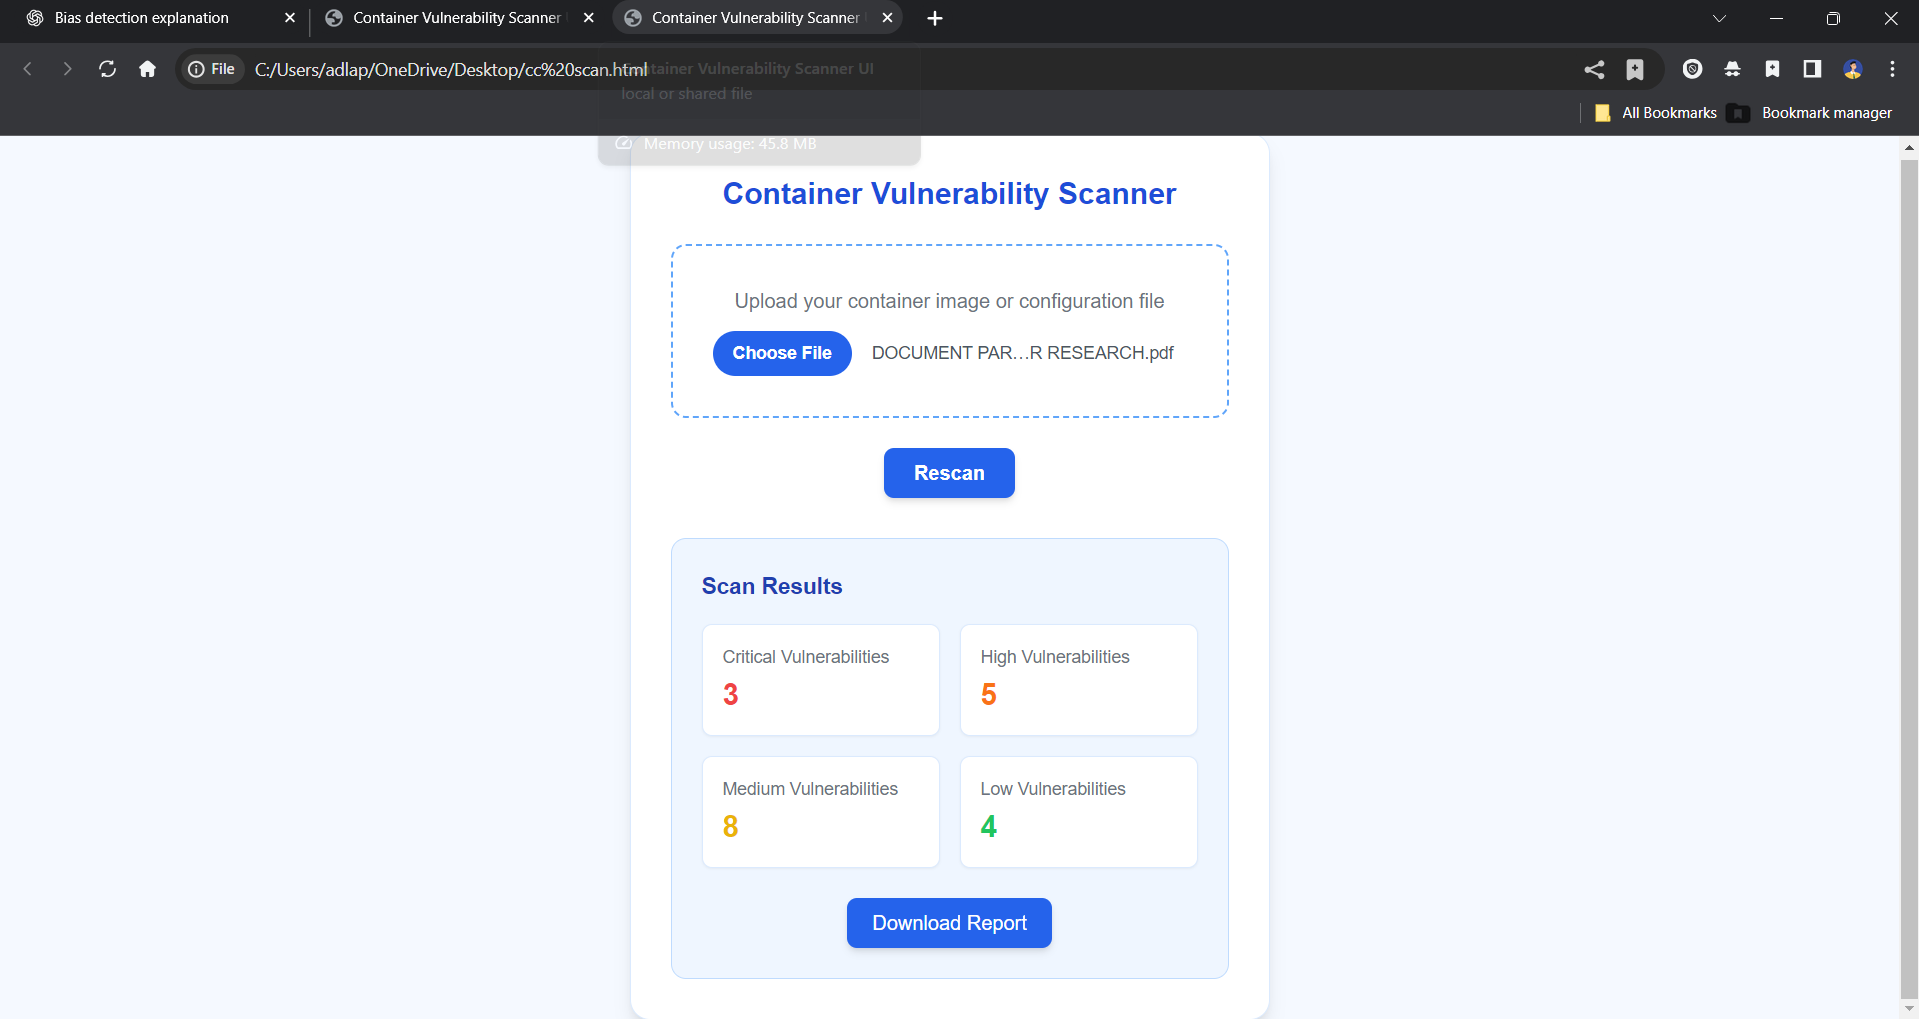 Bias detection explanation
Container Vulnerability Scanner
Container Vulnerability Scanner
File
C:/Users/adlap/OneDrive/Desktop/cc%20scan.html
Container Vulnerability Scanner UI
local or shared file
All Bookmarks
Bookmark manager
Memory usage: 45.8 MB
Container Vulnerability Scanner
Upload your container image or configuration file
Choose File
DOCUMENT PAR...R RESEARCH.pdf
Rescan
Scan Results
Critical Vulnerabilities
3
High Vulnerabilities
5
Medium Vulnerabilities
8
Low Vulnerabilities
4
Download Report